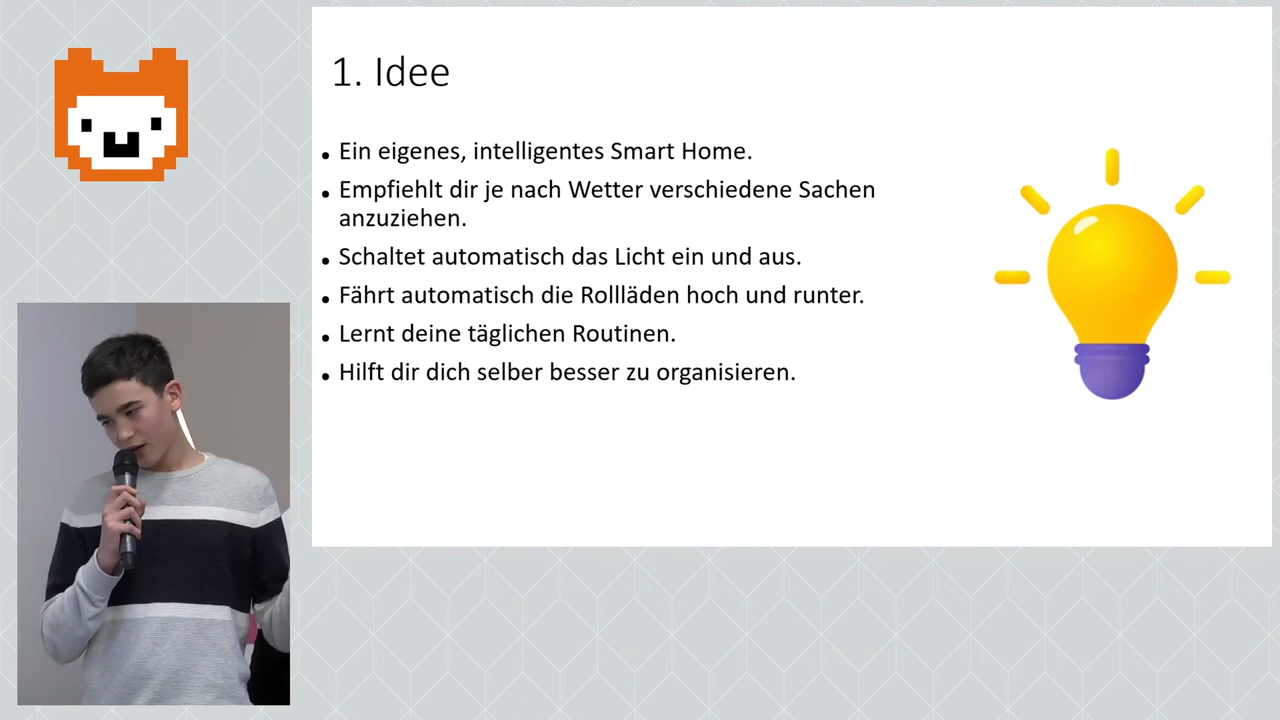 1. Idee
• Ein eigenes, intelligentes Smart Home.
• Empfiehlt dir je nach Wetter verschiedene Sachen
anzuziehen.
• Schaltet automatisch das Licht ein und aus.
• Fährt automatisch die Rollläden hoch und runter.
• Lernt deine täglichen Routinen.
• Hilft dir dich selber besser zu organisieren.